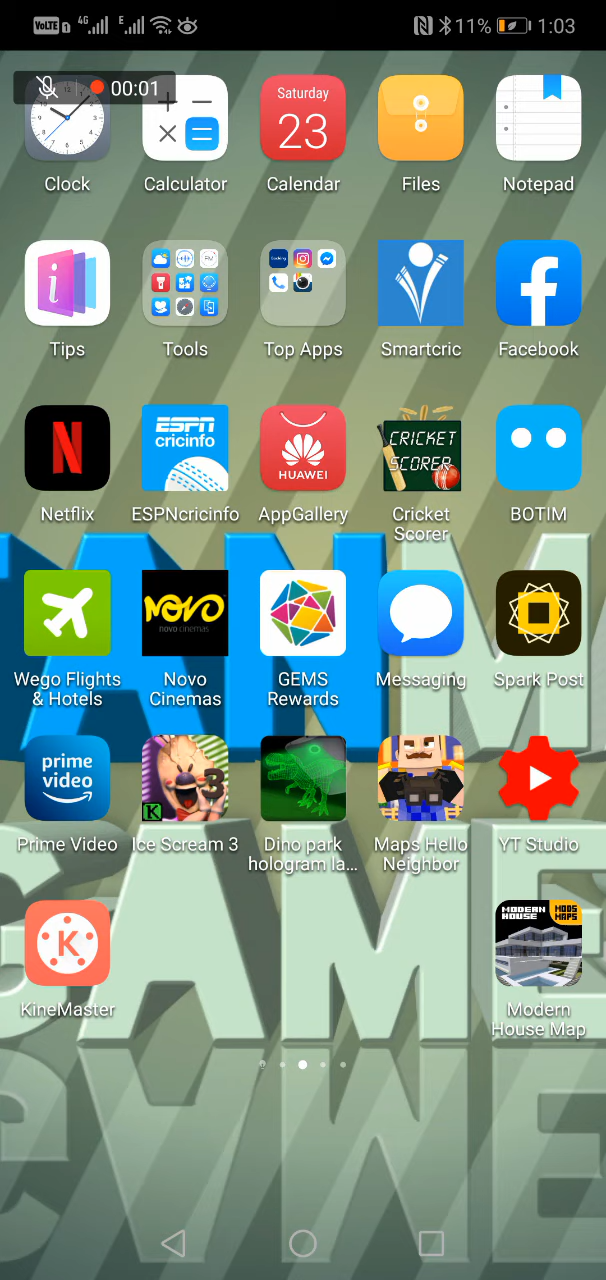 VoLTE 1 4G E 11% 1:03
00:01
Saturday
23
Clock Calculator Calendar Files Notepad
Tips Tools Top Apps Smartcric Facebook
ESPN
cricinfo
HUAWEI
CRICKET
SCORER
Netflix ESPNcricinfo AppGallery Cricket Scorer BOTIM
NOVO
novo cinemas
Wego Flights & Hotels Novo Cinemas GEMS Rewards Messaging Spark Post
prime
video
3
K
Prime Video Ice Scream 3 Dino park hologram la... Maps Hello Neighbor YT Studio
K
MODERN
HOUSE
MODS
MAPS
KineMaster Modern House Map
GAME